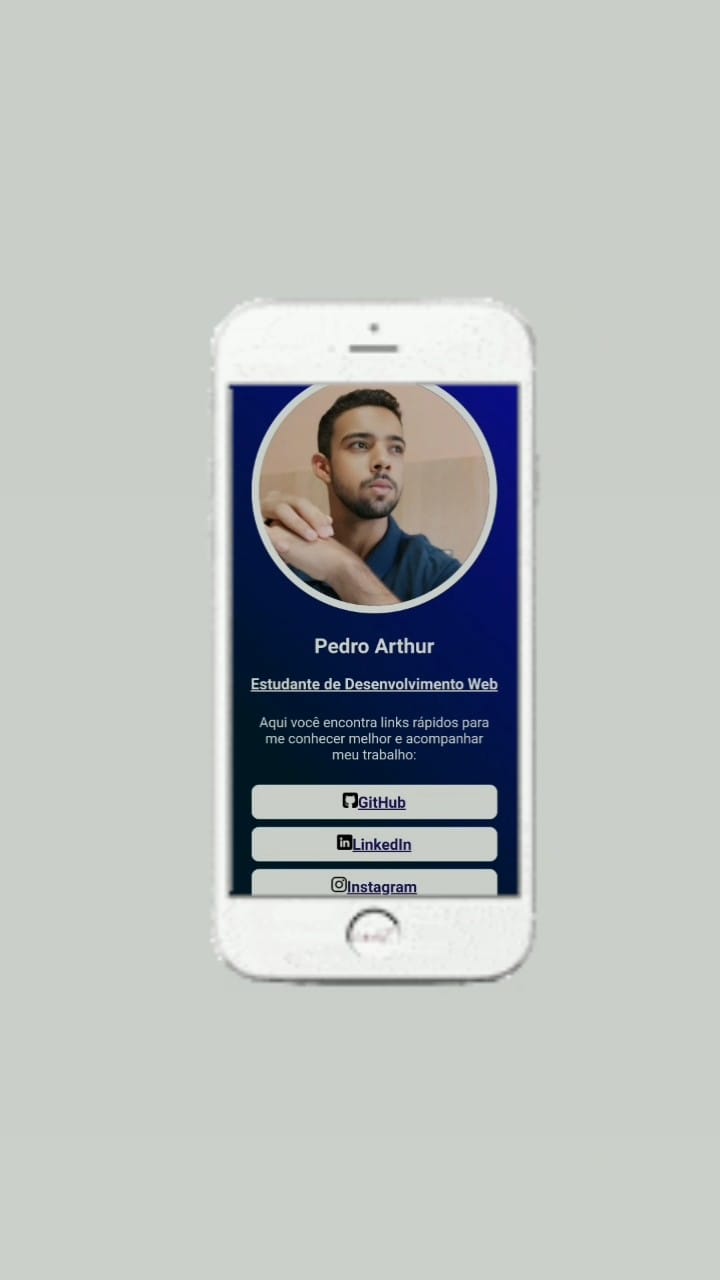 Pedro Arthur
Estudante de Desenvolvimento Web
Aqui você encontra links rápidos para
me conhecer melhor e acompanhar
meu trabalho:
GitHub
LinkedIn
Instagram